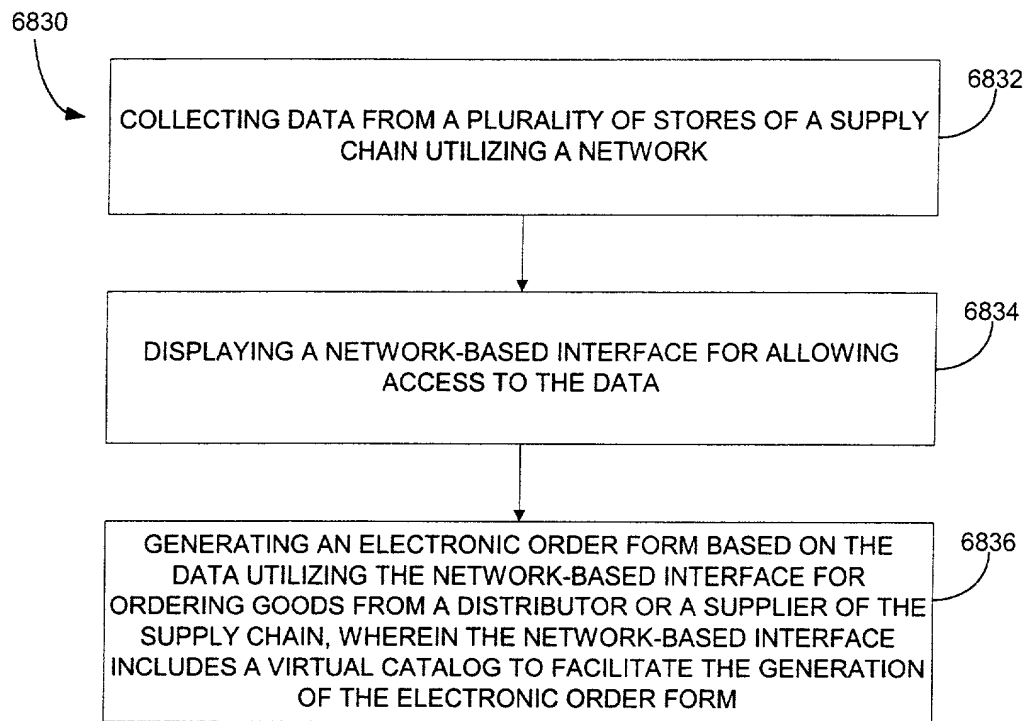 6830
6832
COLLECTING DATA FROM A PLURALITY OF STORES OF A SUPPLY
CHAIN UTILIZING A NETWORK
6834
DISPLAYING A NETWORK-BASED INTERFACE FOR ALLOWING
ACCESS TO THE DATA
6836
GENERATING AN ELECTRONIC ORDER FORM BASED ON THE
DATA UTILIZING THE NETWORK-BASED INTERFACE FOR
ORDERING GOODS FROM A DISTRIBUTOR OR A SUPPLIER OF THE
SUPPLY CHAIN, WHEREIN THE NETWORK-BASED INTERFACE
INCLUDES A VIRTUAL CATALOG TO FACILITATE THE GENERATION
OF THE ELECTRONIC ORDER FORM